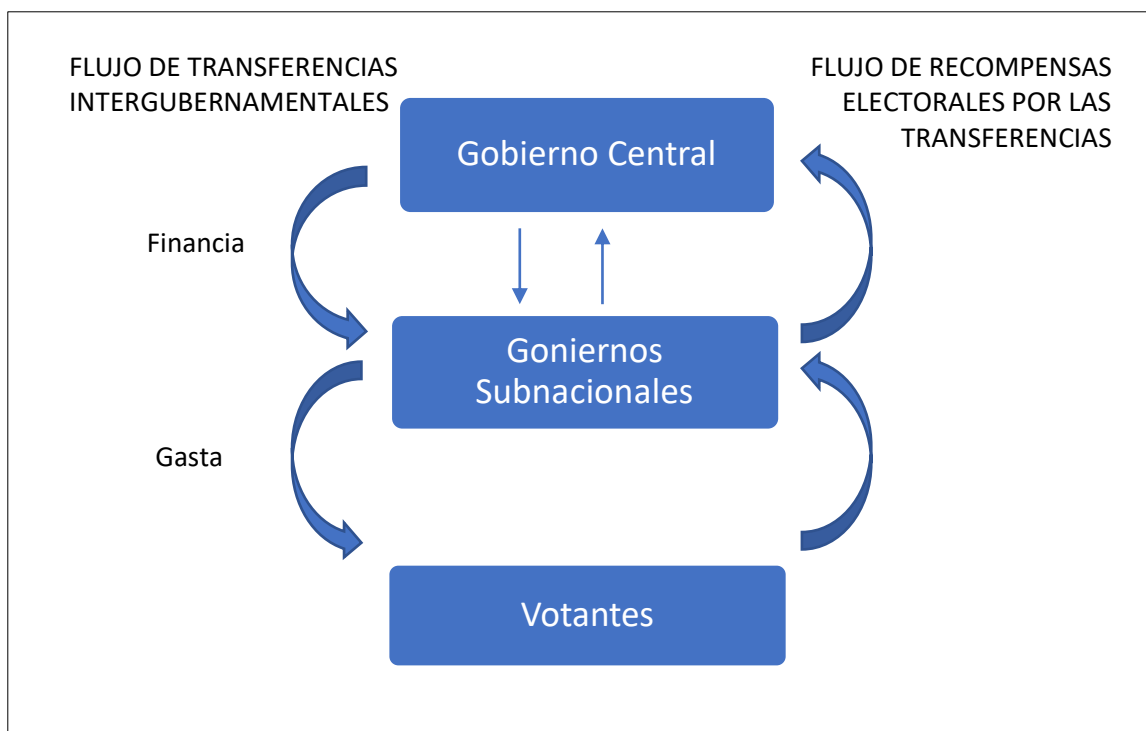 FLUJO DE TRANSFERENCIAS
INTERGUBERNAMENTALES
FLUJO DE RECOMPENSAS
ELECTORALES POR LAS
TRANSFERENCIAS
Gobierno Central
Financia
Goniernos
Subnacionales
Gasta
Votantes